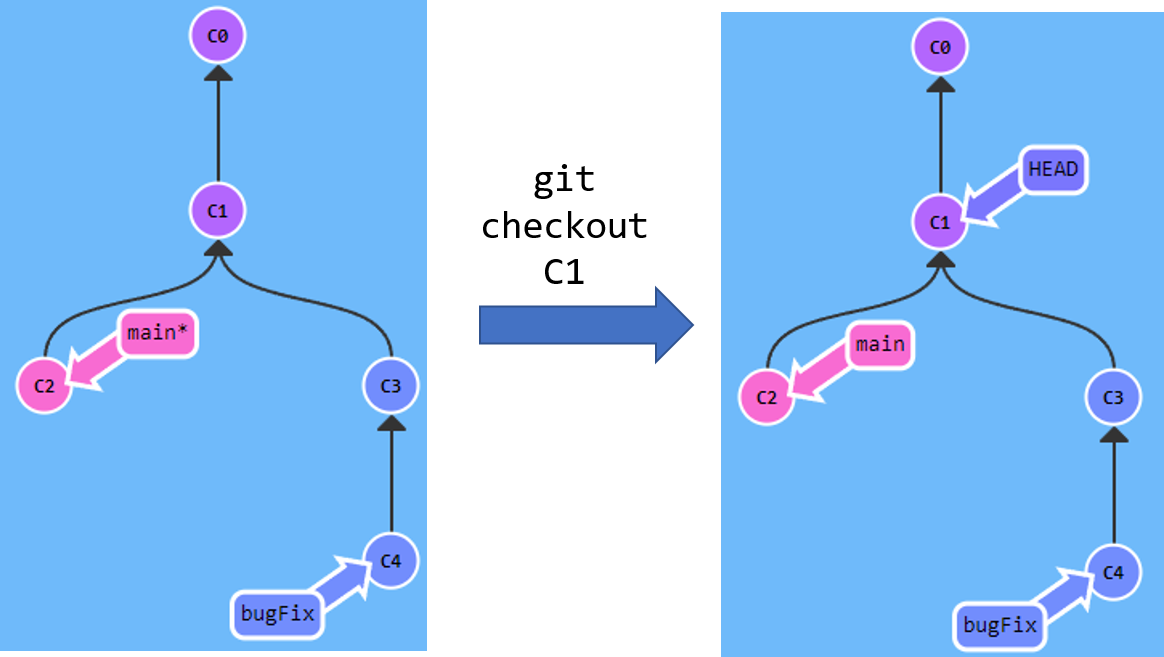 C0
C1
main*
C2
C3
C4
bugFix
git
checkout
C1
C0
HEAD
C1
main
C2
C3
C4
bugFix